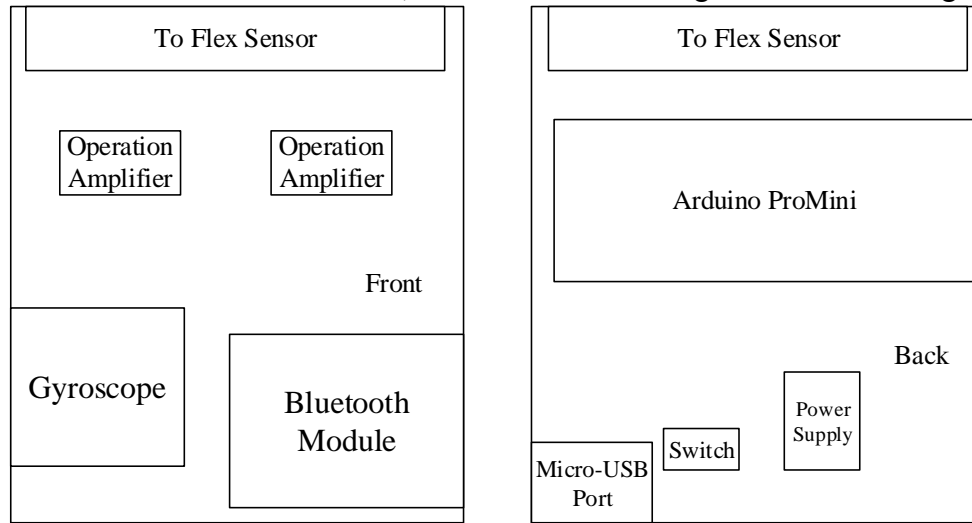 To Flex Sensor
Operation
Amplifier
Operation
Amplifier
Front
Gyroscope
Bluetooth
Module
To Flex Sensor
Arduino ProMini
Back
Power
Supply
Switch
Micro-USB
Port